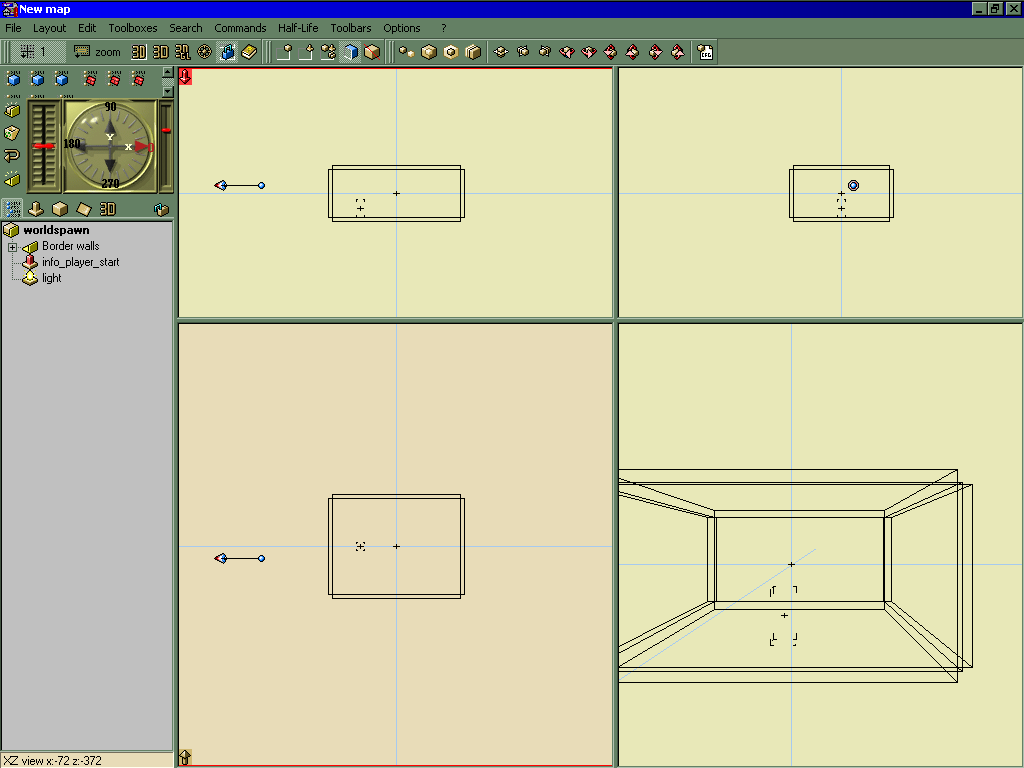 New map
File Layout Edit Toolboxes Search Commands Half-Life Toolbars Options ?
1 zoom 3D 3D CFG
90
180 Y X
270
3D
worldspawn
Border walls
info_player_start
light
XZ view x:-72 z:-372